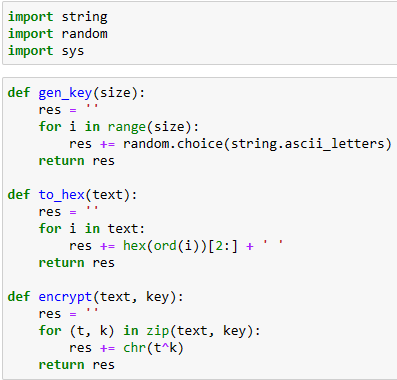 import string
import random
import sys
def gen_key(size):
    res = ''
    for i in range(size):
        res += random.choice(string.ascii_letters)
    return res
def to_hex(text):
    res = ''
    for i in text:
        res += hex(ord(i))[2:] + ' '
    return res
def encrypt(text, key):
    res = ''
    for (t, k) in zip(text, key):
        res += chr(t^k)
    return res